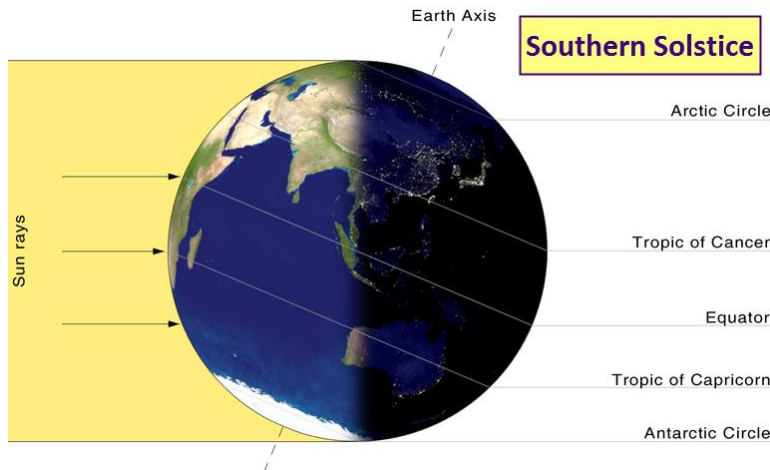 Earth Axis
Southern Solstice
Arctic Circle
Sun rays
Tropic of Cancer
Equator
Tropic of Capricorn
Antarctic Circle